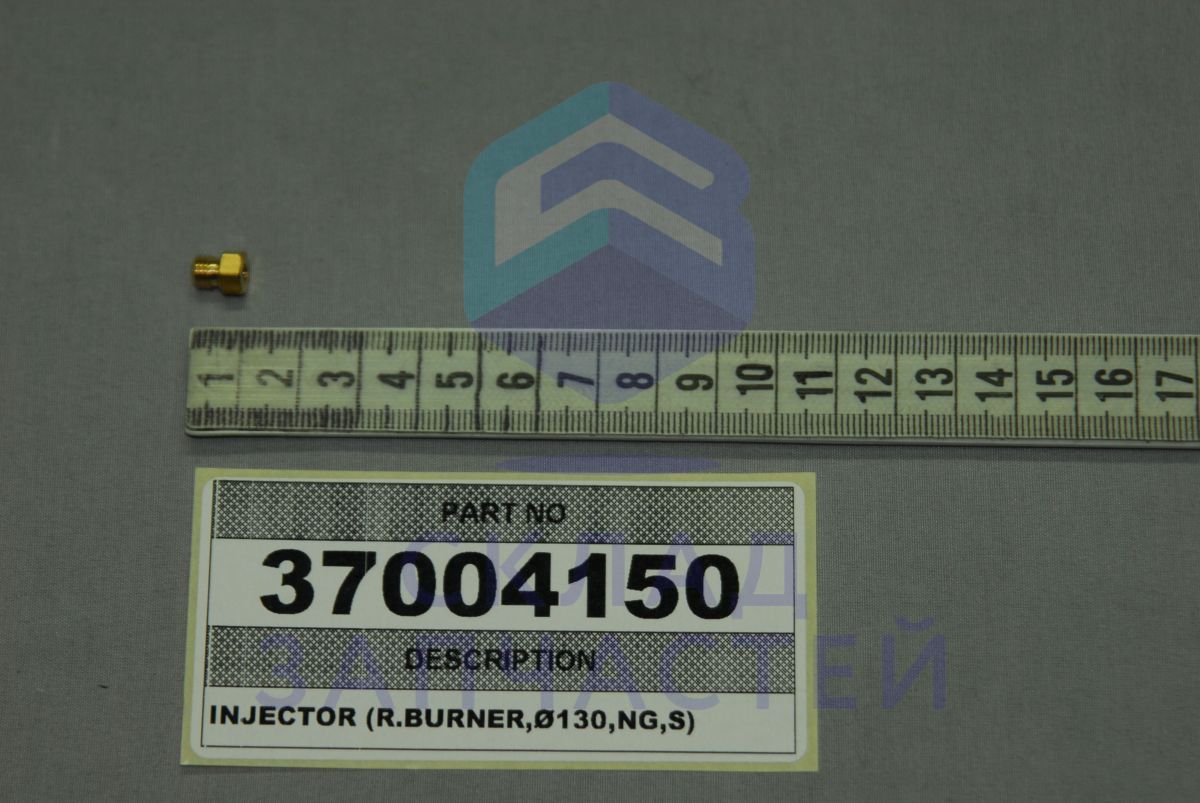 1 2 3 4 5 6 7 8 9 10 11 12 13 14 15 16 17
PART NO
37004150
СКЛАД
DESCRIPTION
ЗАПЧАСТЕЙ
INJECTOR (R.BURNER,Ø130,NG,S)